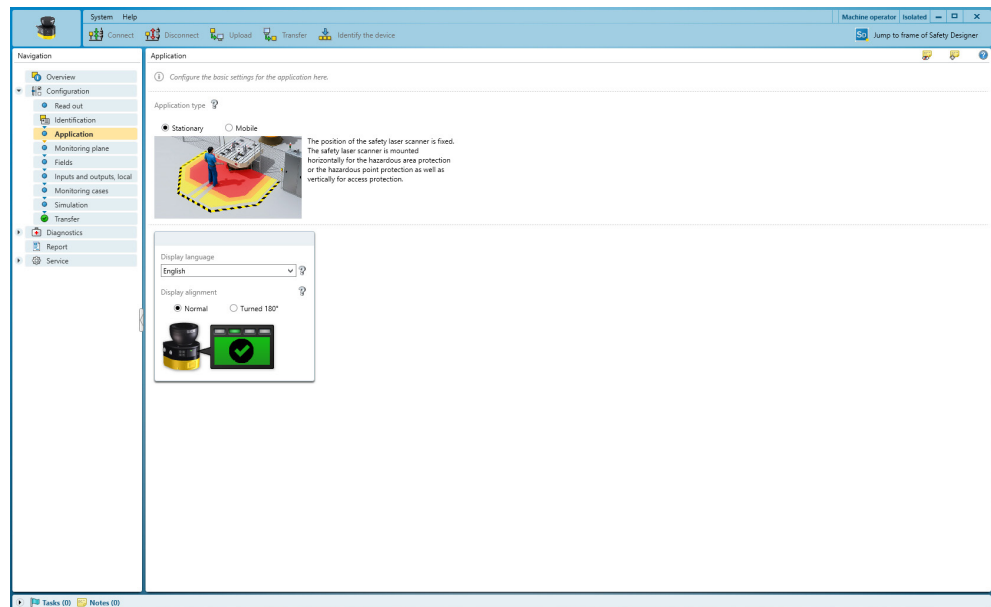 System Help
Machine operator Isolated
Connect Disconnect Upload Transfer Identify the device
So Jump to frame of Safety Designer
Navigation
Overview
Configuration
Read out
Identification
Application
Monitoring plane
Fields
Inputs and outputs, local
Monitoring cases
Simulation
Transfer
Diagnostics
Report
Service
Application
Configure the basic settings for the application here.
Application type
Stationary Mobile
The position of the safety laser scanner is fixed.
The safety laser scanner is mounted
horizontally for the hazardous area protection
or the hazardous point protection as well as
vertically for access protection.
Display language
English
Display alignment
Normal Turned 180°
Tasks (0) Notes (0)